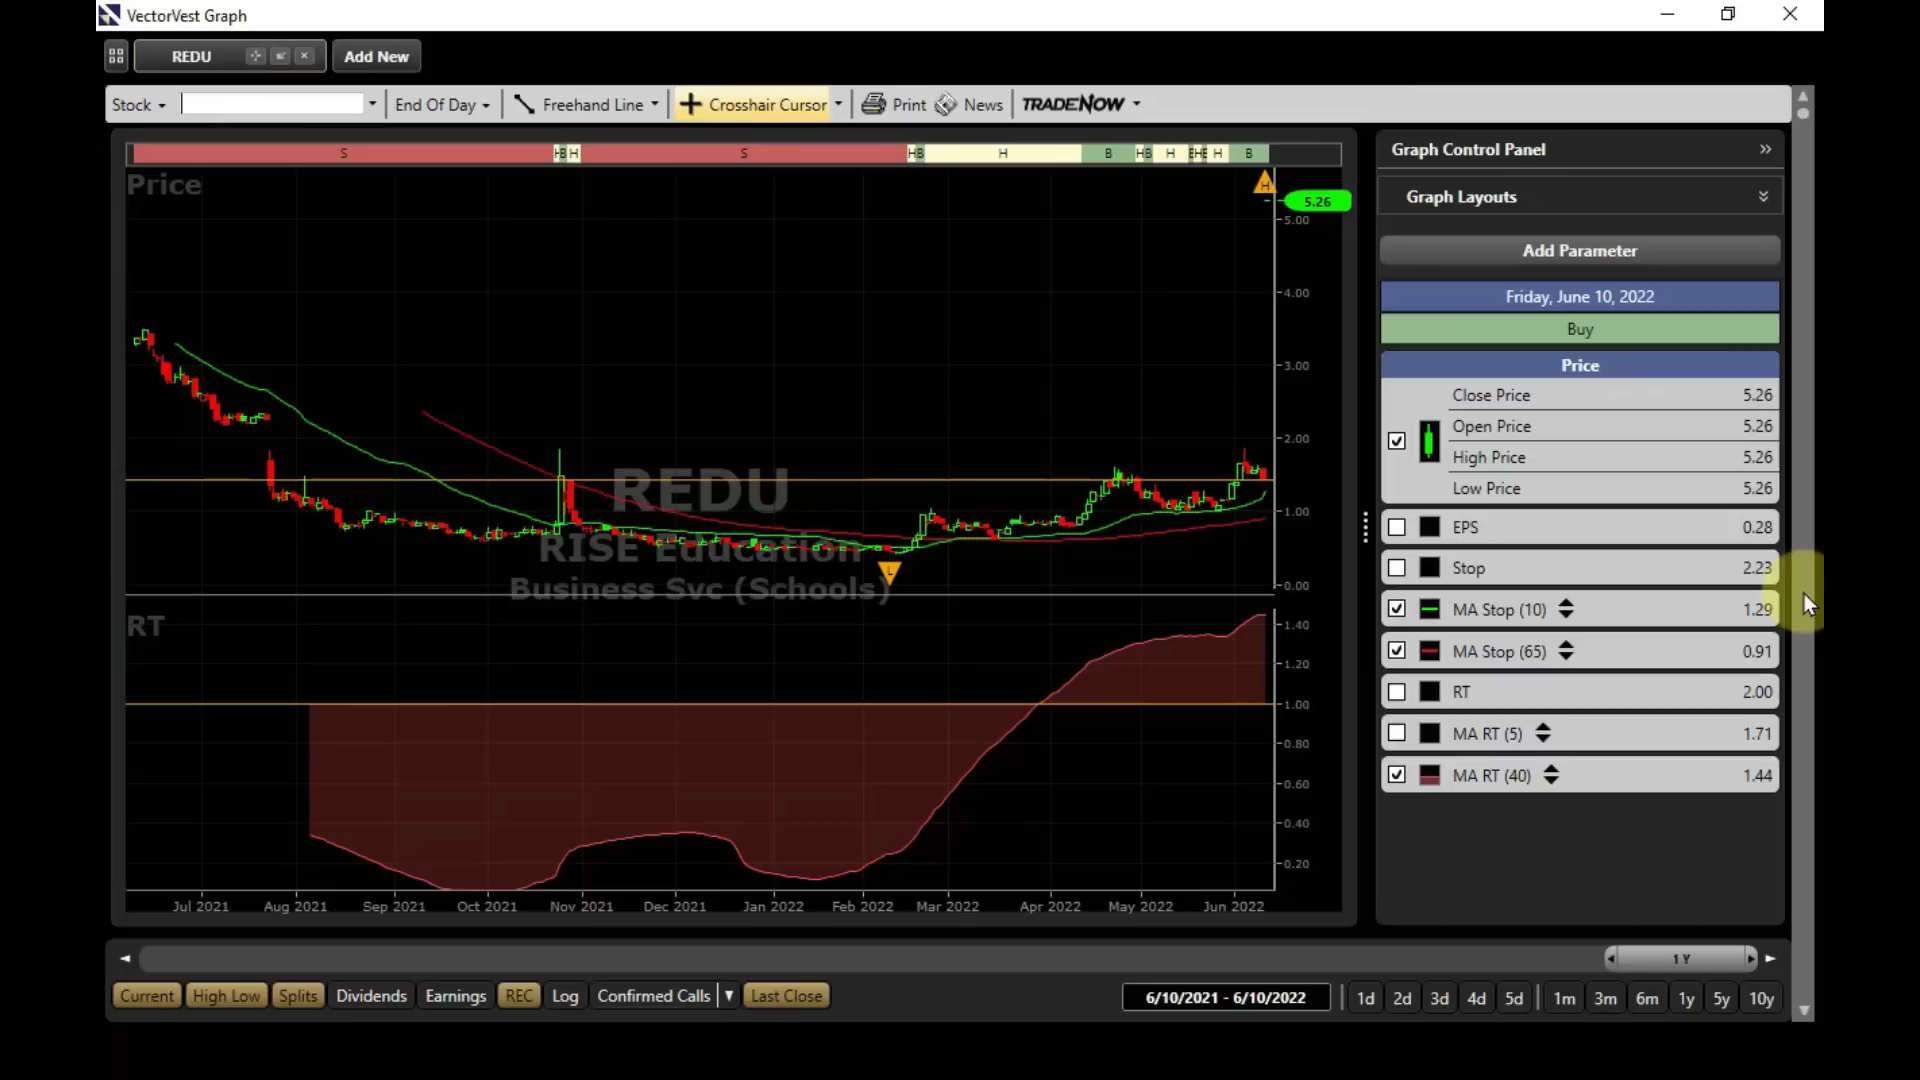 VectorVest Graph
REDU
Add New
Stock
End Of Day
Freehand Line
Crosshair Cursor
Print
News
TRADENOW
S
HB H
S
HB
H
B
HB
H
H
B
Price
H
5.26
5.00
4.00
3.00
2.00
1.00
0.00
REDU
RISE Education
Business Svc (Schools)
L
RT
1.40
1.20
1.00
0.80
0.60
0.40
0.20
Jul 2021
Aug 2021
Sep 2021
Oct 2021
Nov 2021
Dec 2021
Jan 2022
Feb 2022
Mar 2022
Apr 2022
May 2022
Jun 2022
Graph Control Panel
Graph Layouts
Add Parameter
Friday, June 10, 2022
Buy
Price
Close Price 5.26
Open Price 5.26
High Price 5.26
Low Price 5.26
EPS 0.28
Stop 2.23
MA Stop (10) 1.29
MA Stop (65) 0.91
RT 2.00
MA RT (5) 1.71
MA RT (40) 1.44
1 Y
Current
High Low
Splits
Dividends
Earnings
REC
Log
Confirmed Calls
Last Close
6/10/2021 - 6/10/2022
1d
2d
3d
4d
5d
1m
3m
6m
1y
5y
10y